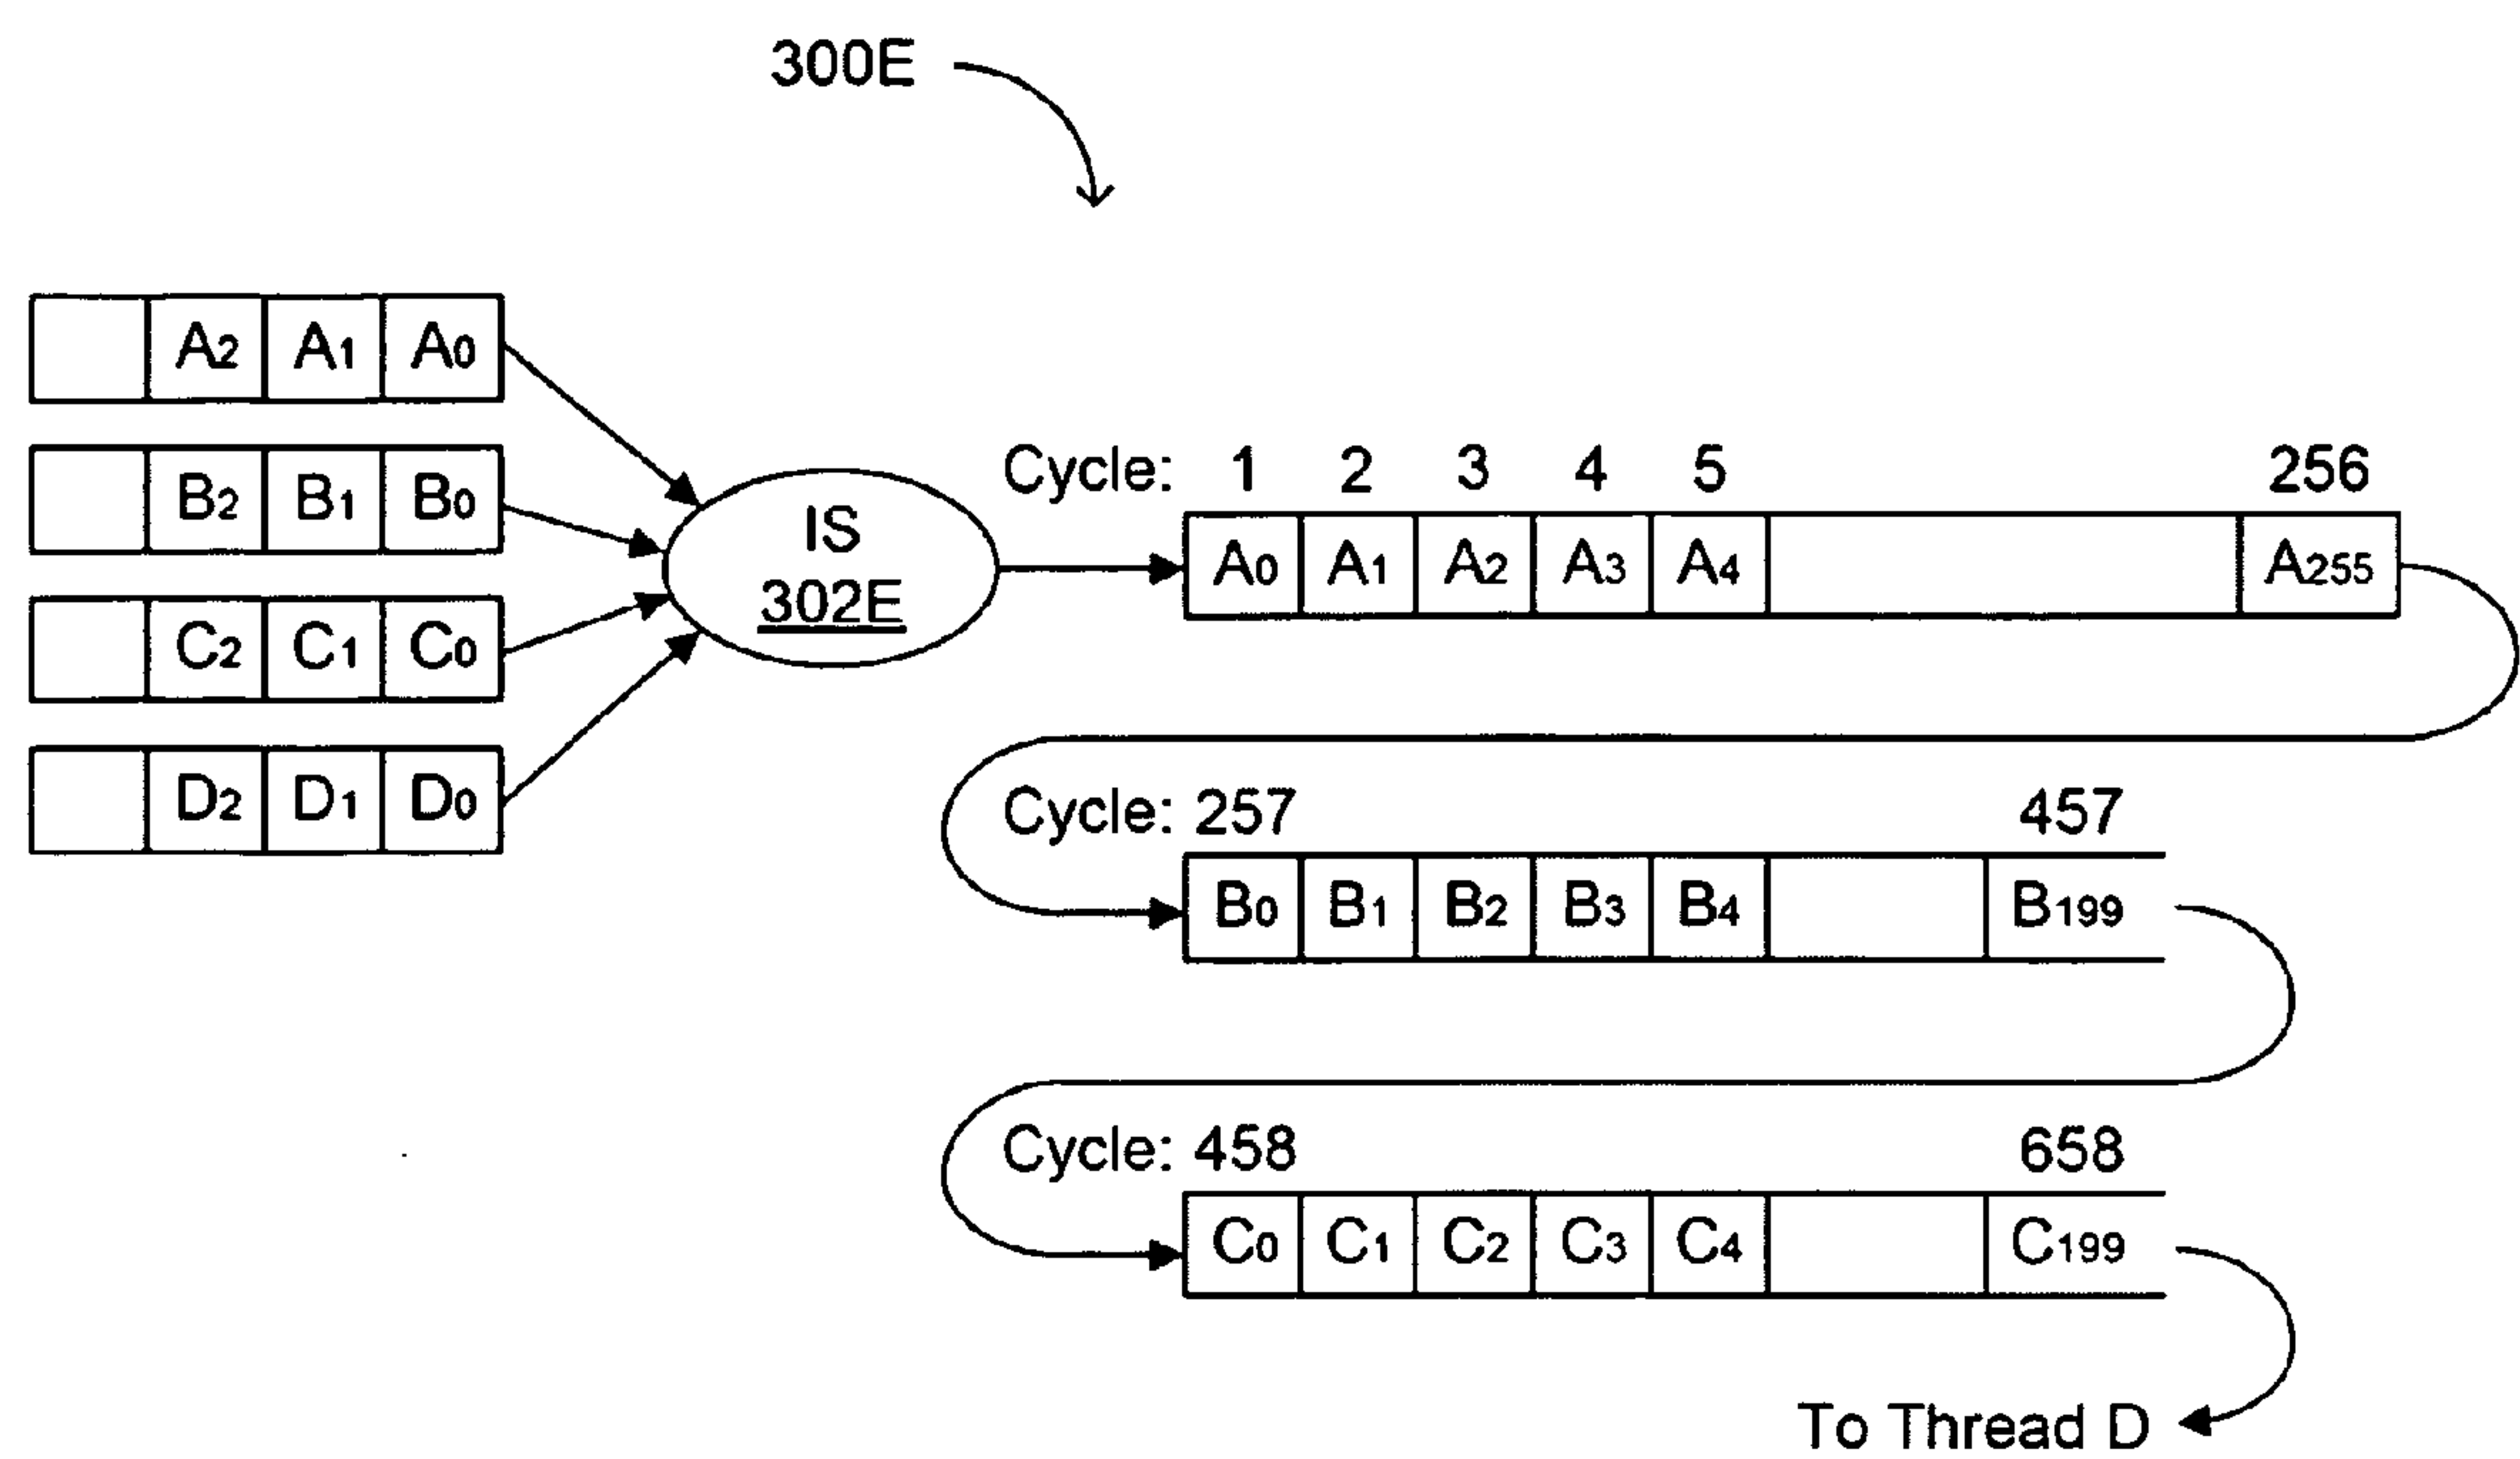 300E
A2 A1 A0
B2 B1 B0
C2 C1 C0
D2 D1 D0
IS
302E
Cycle: 1 2 3 4 5 256
A0 A1 A2 A3 A4 A255
Cycle: 257 457
B0 B1 B2 B3 B4 B199
Cycle: 458 658
C0 C1 C2 C3 C4 C199
To Thread D